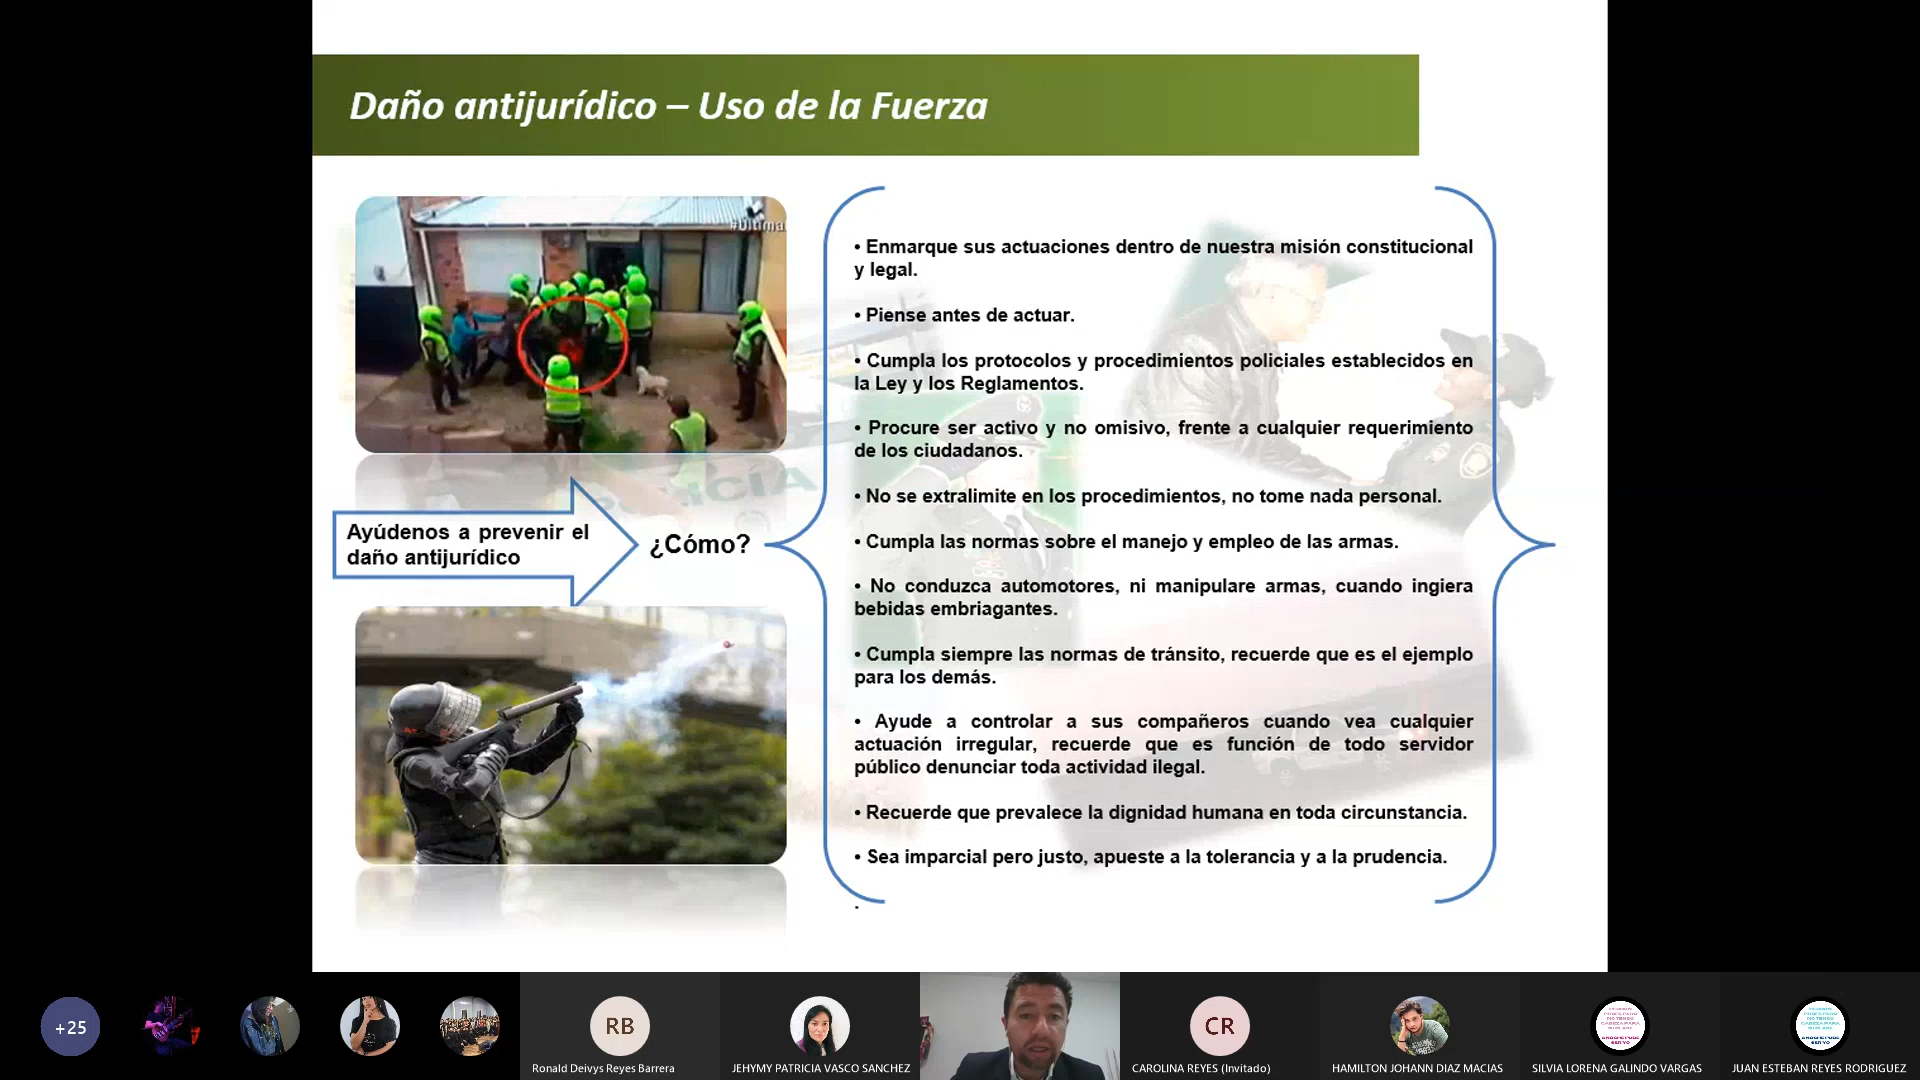 Daño antijurídico – Uso de la Fuerza
#Última
• Enmarque sus actuaciones dentro de nuestra misión constitucional
y legal.
• Piense antes de actuar.
• Cumpla los protocolos y procedimientos policiales establecidos en
la Ley y los Reglamentos.
• Procure ser activo y no omisivo, frente a cualquier requerimiento
de los ciudadanos.
• No se extralimite en los procedimientos, no tome nada personal.
Ayúdenos a prevenir el
daño antijurídico
¿Cómo?
• Cumpla las normas sobre el manejo y empleo de las armas.
• No conduzca automotores, ni manipulare armas, cuando ingiera
bebidas embriagantes.
• Cumpla siempre las normas de tránsito, recuerde que es el ejemplo
para los demás.
• Ayude a controlar a sus compañeros cuando vea cualquier
actuación irregular, recuerde que es función de todo servidor
público denunciar toda actividad ilegal.
• Recuerde que prevalece la dignidad humana en toda circunstancia.
• Sea imparcial pero justo, apueste a la tolerancia y a la prudencia.
.
+25
RB
CR
Ronald Deivys Reyes Barrera
JEHYMY PATRICIA VASCO SANCHEZ
CAROLINA REYES (Invitado)
HAMILTON JOHANN DIAZ MACIAS
SILVIA LORENA GALINDO VARGAS
JUAN ESTEBAN REYES RODRIGUEZ